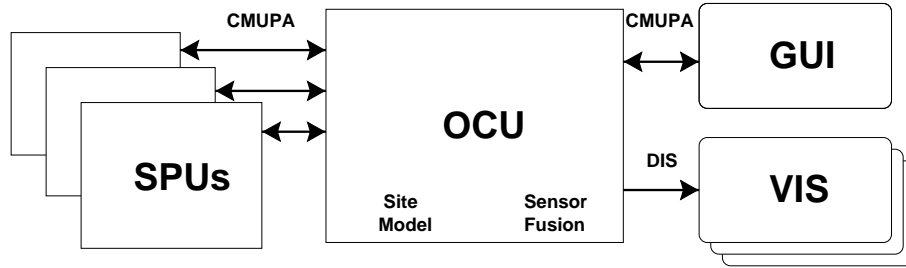 CMUPA
CMUPA
GUI
OCU
SPUs
DIS
VIS
Site
Model
Sensor
Fusion